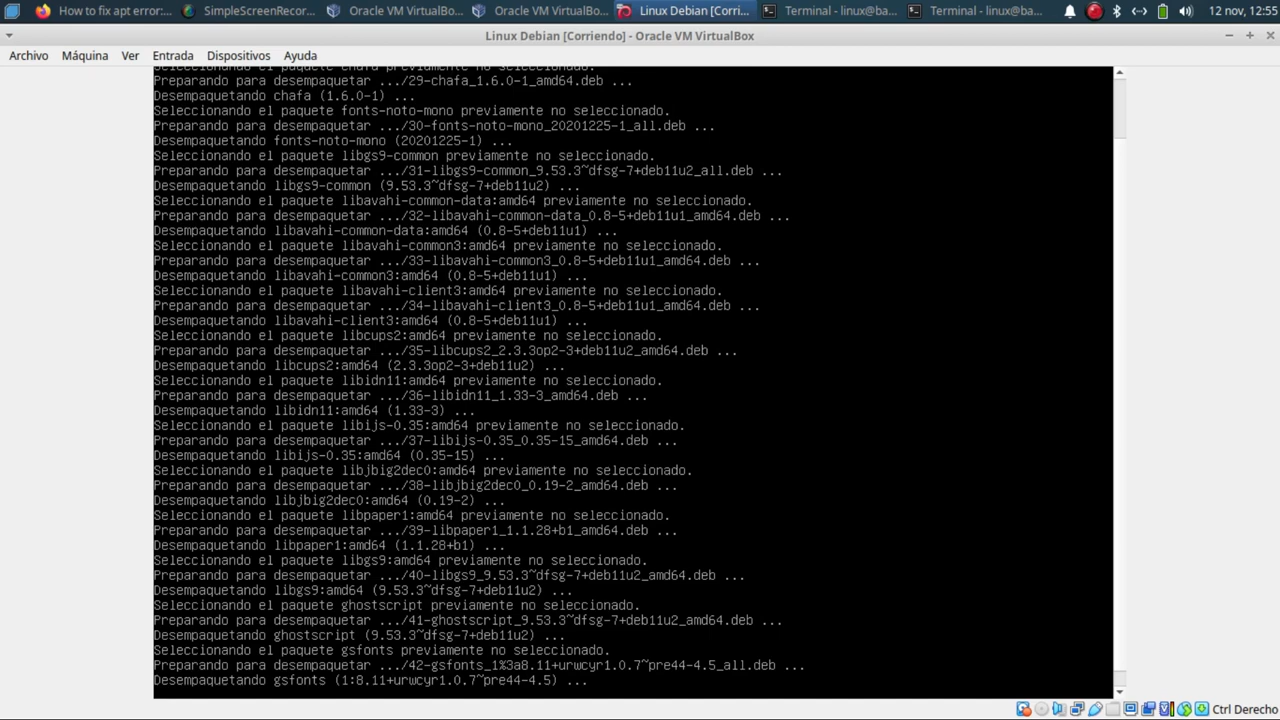 How to fix apt error:...
SimpleScreenRecor...
Oracle VM VirtualBo...
Oracle VM VirtualBo...
Linux Debian [Corri...
Terminal - linux@ba...
Terminal - linux@ba...
12 nov, 12:55
Linux Debian [Corriendo] - Oracle VM VirtualBox
Archivo Máquina Ver Entrada Dispositivos Ayuda
Seleccionando el paquete chafa previamente no seleccionado.
Preparando para desempaquetar .../29-chafa_1.6.0-1_amd64.deb ...
Desempaquetando chafa (1.6.0-1) ...
Seleccionando el paquete fonts-noto-mono previamente no seleccionado.
Preparando para desempaquetar .../30-fonts-noto-mono_20201225-1_all.deb ...
Desempaquetando fonts-noto-mono (20201225-1) ...
Seleccionando el paquete libgs9-common previamente no seleccionado.
Preparando para desempaquetar .../31-libgs9-common_9.53.3~dfsg-7+deb11u2_all.deb ...
Desempaquetando libgs9-common (9.53.3~dfsg-7+deb11u2) ...
Seleccionando el paquete libavahi-common-data:amd64 previamente no seleccionado.
Preparando para desempaquetar .../32-libavahi-common-data_0.8-5+deb11u1_amd64.deb ...
Desempaquetando libavahi-common-data:amd64 (0.8-5+deb11u1) ...
Seleccionando el paquete libavahi-common3:amd64 previamente no seleccionado.
Preparando para desempaquetar .../33-libavahi-common3_0.8-5+deb11u1_amd64.deb ...
Desempaquetando libavahi-common3:amd64 (0.8-5+deb11u1) ...
Seleccionando el paquete libavahi-client3:amd64 previamente no seleccionado.
Preparando para desempaquetar .../34-libavahi-client3_0.8-5+deb11u1_amd64.deb ...
Desempaquetando libavahi-client3:amd64 (0.8-5+deb11u1) ...
Seleccionando el paquete libcups2:amd64 previamente no seleccionado.
Preparando para desempaquetar .../35-libcups2_2.3.3op2-3+deb11u2_amd64.deb ...
Desempaquetando libcups2:amd64 (2.3.3op2-3+deb11u2) ...
Seleccionando el paquete libidn11:amd64 previamente no seleccionado.
Preparando para desempaquetar .../36-libidn11_1.33-3_amd64.deb ...
Desempaquetando libidn11:amd64 (1.33-3) ...
Seleccionando el paquete libijs-0.35:amd64 previamente no seleccionado.
Preparando para desempaquetar .../37-libijs-0.35_0.35-15_amd64.deb ...
Desempaquetando libijs-0.35:amd64 (0.35-15) ...
Seleccionando el paquete libjbig2dec0:amd64 previamente no seleccionado.
Preparando para desempaquetar .../38-libjbig2dec0_0.19-2_amd64.deb ...
Desempaquetando libjbig2dec0:amd64 (0.19-2) ...
Seleccionando el paquete libpaper1:amd64 previamente no seleccionado.
Preparando para desempaquetar .../39-libpaper1_1.1.28+b1_amd64.deb ...
Desempaquetando libpaper1:amd64 (1.1.28+b1) ...
Seleccionando el paquete libgs9:amd64 previamente no seleccionado.
Preparando para desempaquetar .../40-libgs9_9.53.3~dfsg-7+deb11u2_amd64.deb ...
Desempaquetando libgs9:amd64 (9.53.3~dfsg-7+deb11u2) ...
Seleccionando el paquete ghostscript previamente no seleccionado.
Preparando para desempaquetar .../41-ghostscript_9.53.3~dfsg-7+deb11u2_amd64.deb ...
Desempaquetando ghostscript (9.53.3~dfsg-7+deb11u2) ...
Seleccionando el paquete gsfonts previamente no seleccionado.
Preparando para desempaquetar .../42-gsfonts_1%3a8.11+urwcyr1.0.7~pre44-4.5_all.deb ...
Desempaquetando gsfonts (1:8.11+urwcyr1.0.7~pre44-4.5) ...
Ctrl Derecho